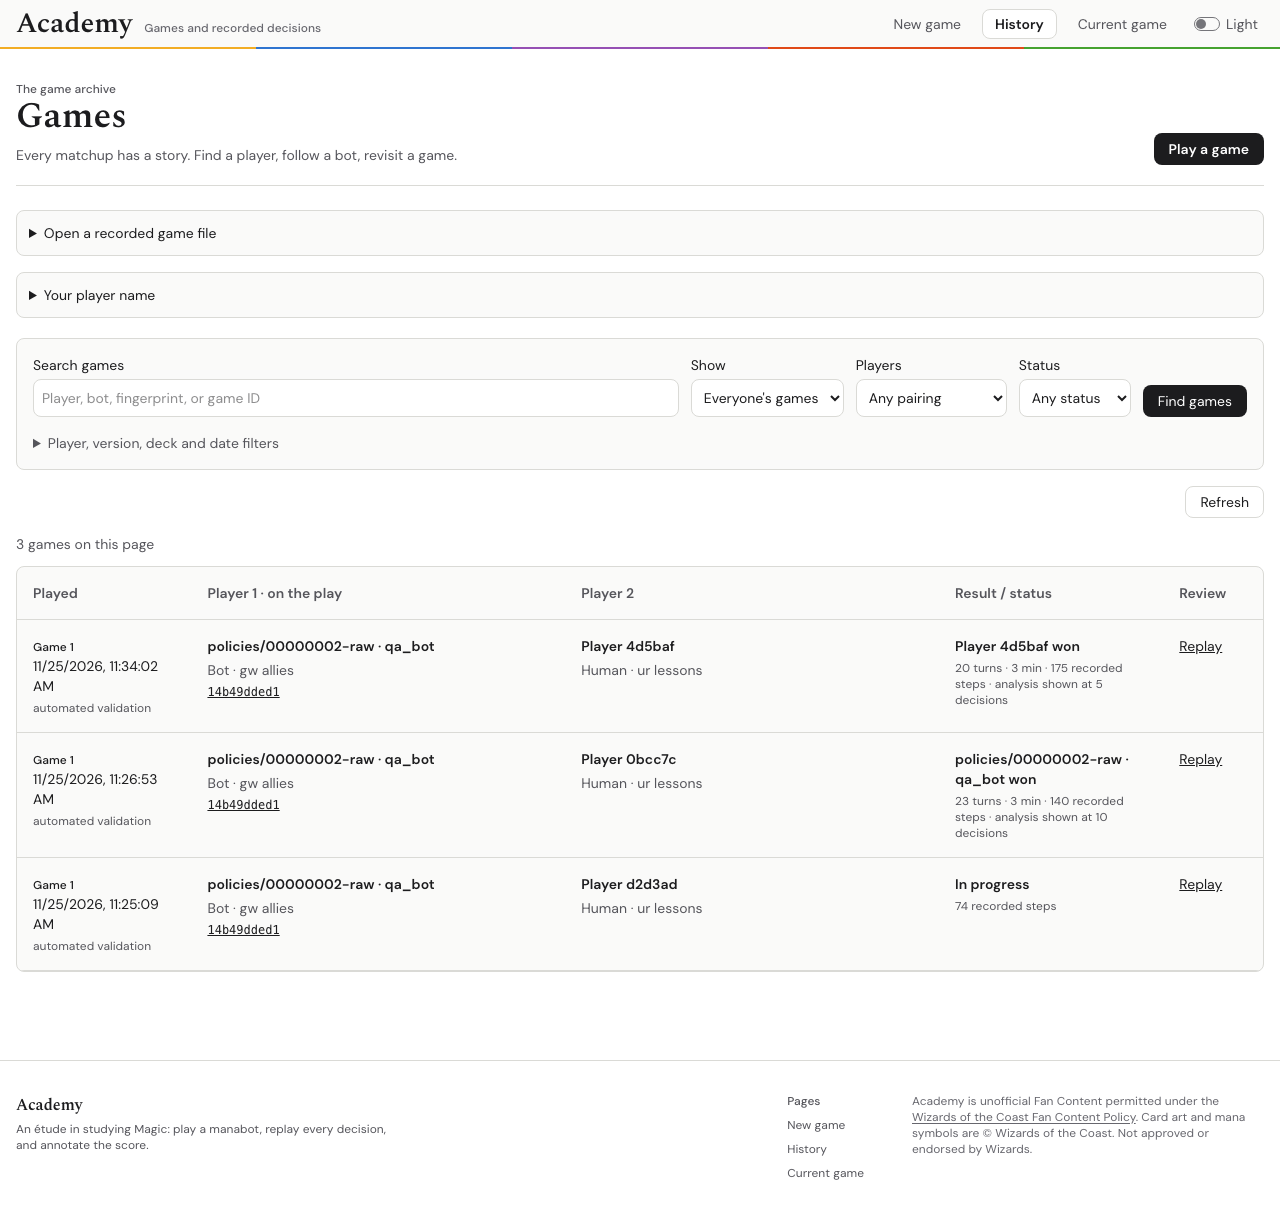 Academy Games and recorded decisions New game History Current game Light
The game archive
Games
Every matchup has a story. Find a player, follow a bot, revisit a game.
Play a game
Open a recorded game file
Your player name
Search games Show Players Status
Player, bot, fingerprint, or game ID Everyone's games Any pairing Any status Find games
Player, version, deck and date filters
Refresh
3 games on this page
Played Player 1 · on the play Player 2 Result / status Review
Game 1
11/25/2026, 11:34:02
AM
automated validation
policies/00000002-raw · qa_bot
Bot · gw allies
14b49dded1
Player 4d5baf
Human · ur lessons
Player 4d5baf won
20 turns · 3 min · 175 recorded
steps · analysis shown at 5
decisions
Replay
Game 1
11/25/2026, 11:26:53
AM
automated validation
policies/00000002-raw · qa_bot
Bot · gw allies
14b49dded1
Player 0bcc7c
Human · ur lessons
policies/00000002-raw ·
qa_bot won
23 turns · 3 min · 140 recorded
steps · analysis shown at 10
decisions
Replay
Game 1
11/25/2026, 11:25:09
AM
automated validation
policies/00000002-raw · qa_bot
Bot · gw allies
14b49dded1
Player d2d3ad
Human · ur lessons
In progress
74 recorded steps
Replay
Academy
An étude in studying Magic: play a manabot, replay every decision,
and annotate the score.
Pages
New game
History
Current game
Academy is unofficial Fan Content permitted under the
Wizards of the Coast Fan Content Policy. Card art and mana
symbols are © Wizards of the Coast. Not approved or
endorsed by Wizards.